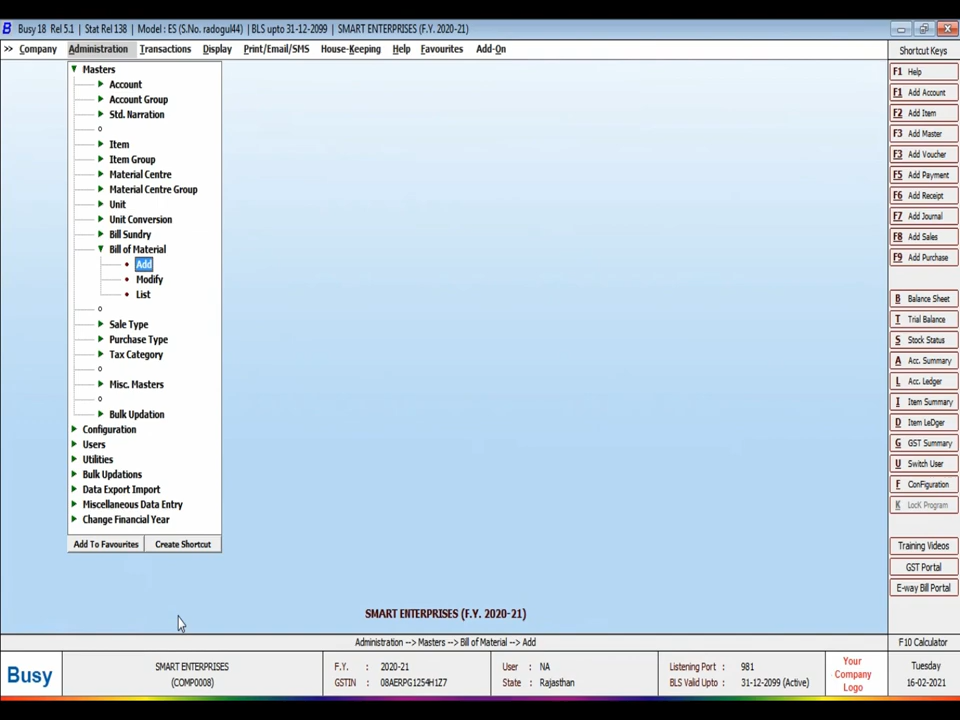 Busy 18 Rel 5.1 | Stat Rel 138 | Model : ES (S.No. radogul44) | BLS upto 31-12-2099 | SMART ENTERPRISES (F.Y. 2020-21)
>> Company Administration Transactions Display Print/Email/SMS House-Keeping Help Favourites Add-On
Shortcut Keys
Masters
Account
Account Group
Std. Narration
Item
Item Group
Material Centre
Material Centre Group
Unit
Unit Conversion
Bill Sundry
Bill of Material
Add
Modify
List
Sale Type
Purchase Type
Tax Category
Misc. Masters
Bulk Updation
Configuration
Users
Utilities
Bulk Updations
Data Export Import
Miscellaneous Data Entry
Change Financial Year
Add To Favourites Create Shortcut
F1 Help
F1 Add Account
F2 Add Item
F3 Add Master
F3 Add Voucher
F5 Add Payment
F6 Add Receipt
F7 Add Journal
F8 Add Sales
F9 Add Purchase
B Balance Sheet
T Trial Balance
S Stock Status
A Acc. Summary
L Acc. Ledger
I Item Summary
D Item LeDger
G GST Summary
U Switch User
F ConFiguration
K LocK Program
Training Videos
GST Portal
E-way Bill Portal
SMART ENTERPRISES (F.Y. 2020-21)
Administration --> Masters --> Bill of Material --> Add
F10 Calculator
Busy
SMART ENTERPRISES
(COMP0008)
F.Y. : 2020-21
GSTIN : 08AERPG1254H1Z7
User : NA
State : Rajasthan
Listening Port : 981
BLS Valid Upto : 31-12-2099 (Active)
Your
Company
Logo
Tuesday
16-02-2021